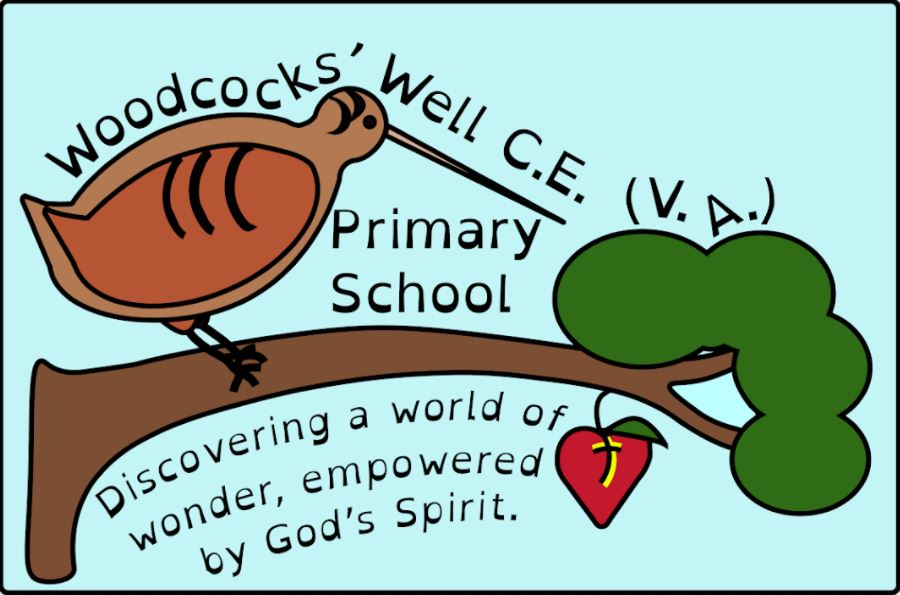 Woodcocks' Well C.E. (V. A.)
Primary
School
Discovering a world of
wonder, empowered
by God's Spirit.